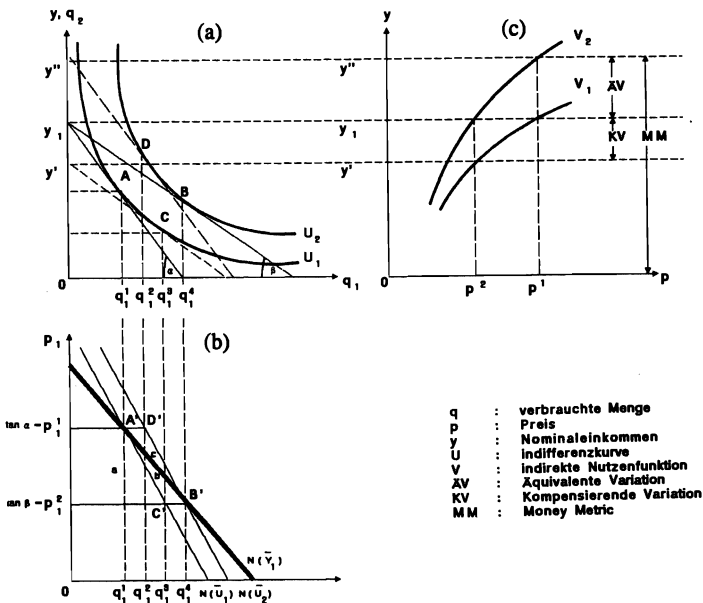 y, q₂
(a)
y''
y₁
y'
D
A
B
C
U₂
U₁
α
β
0
q₁¹ q₁² q₁³ q₁⁴
q₁
(c)
y
V₂
y''
V₁
ÄV
y₁
KV
MM
y'
0
p²
p¹
p
(b)
P₁
tan α-p₁¹
A'
D'
c
a
b
tan β-p₁²
B'
C'
N(Ȳ₁)
0
q₁¹ q₁² q₁³ q₁⁴ N(Ū₁) N(Ū₂)
q : verbrauchte Menge
p : Preis
y : Nominaleinkommen
U : indifferenzkurve
V : indirekte Nutzenfunktion
ÄV : Äquivalente Variation
KV : Kompensierende Variation
MM : Money Metric